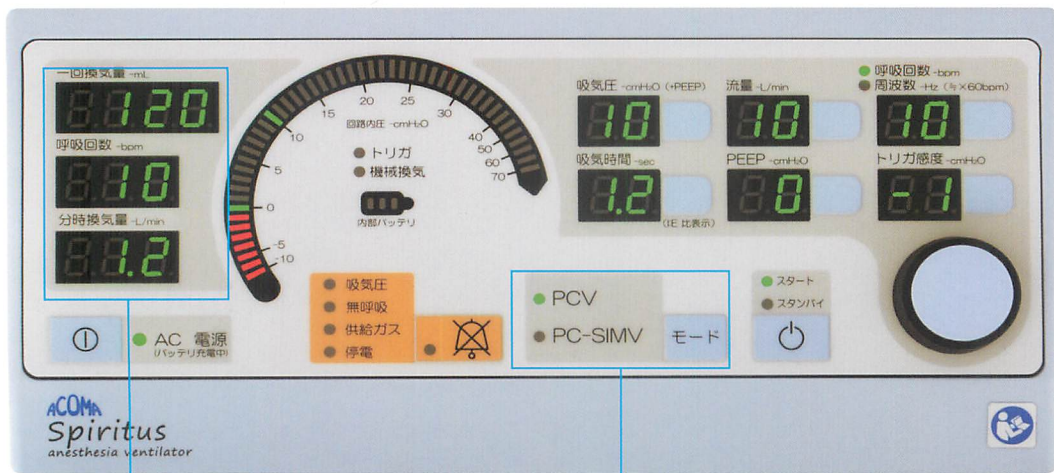 一回換気量 -mL
120
呼吸回数 -bpm
10
分時換気量 -L/min
1.2
-10
-5
0
5
10
15
20
25
30
40
50
60
70
回路内圧 -cmH₂O
トリガ
機械換気
内部バッテリ
吸気圧 -cmH₂O (+PEEP)
10
流量 -L/min
10
呼吸回数 -bpm
周波数 -Hz (≒×60bpm)
10
吸気時間 -sec
1.2
(I:E 比表示)
PEEP -cmH₂O
0
トリガ感度 -cmH₂O
-1
AC 電源
(バッテリ充電中)
吸気圧
無呼吸
供給ガス
停電
PCV
PC-SIMV
モード
スタート
スタンバイ
ACOMA
Spiritus
anesthesia ventilator